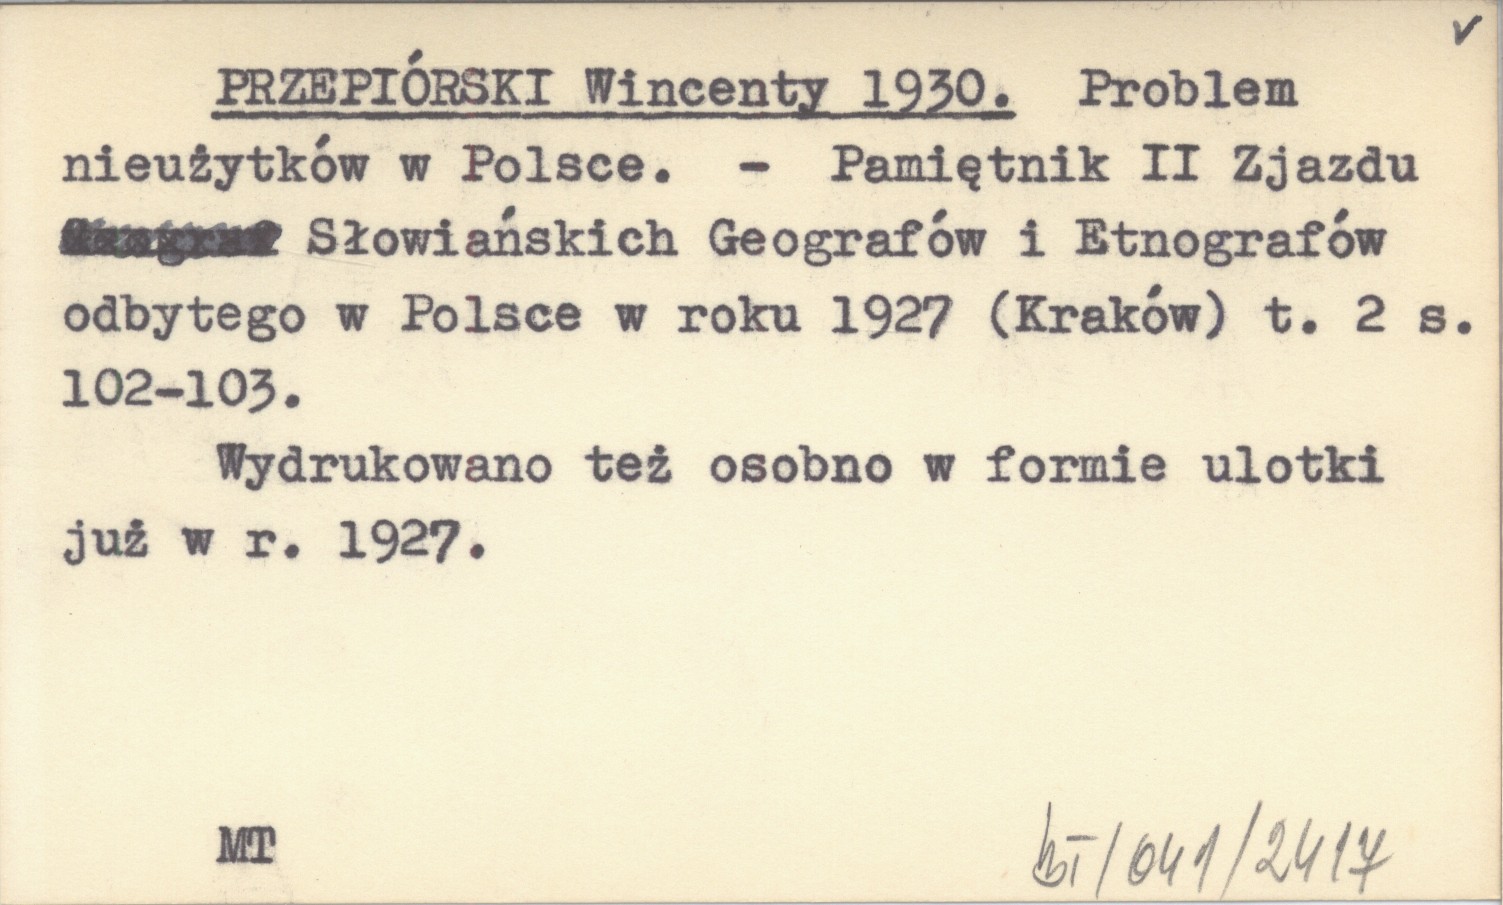 PRZEPIÓRSKI Wincenty 1930. Problem
nieużytków w Polsce. - Pamiętnik II Zjazdu
Słowiańskich Geografów i Etnografów
odbytego w Polsce w roku 1927 (Kraków) t. 2 s.
102-103.
Wydrukowano też osobno w formie ulotki
już w r. 1927.
MT
/041/2417